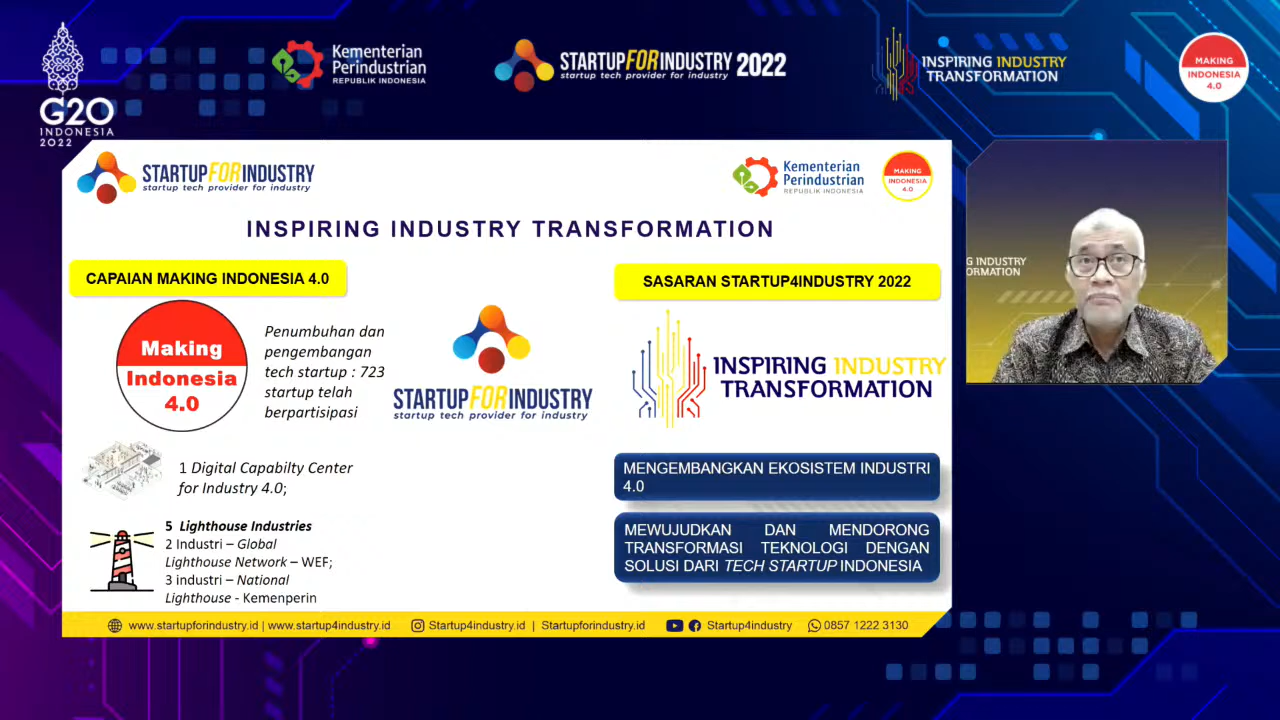 G20
INDONESIA
2022
Kementerian
Perindustrian
REPUBLIK INDONESIA
STARTUPFORINDUSTRY 2022
startup tech provider for industry
INSPIRING INDUSTRY
TRANSFORMATION
MAKING
INDONESIA
4.0
STARTUPFORINDUSTRY
startup tech provider for industry
Kementerian
Perindustrian
REPUBLIK INDONESIA
MAKING
INDONESIA
4.0
INSPIRING INDUSTRY TRANSFORMATION
CAPAIAN MAKING INDONESIA 4.0
Making
Indonesia
4.0
Penumbuhan dan
pengembangan
tech startup : 723
startup telah
berpartisipasi
STARTUPFORINDUSTRY
startup tech provider for industry
1 Digital Capabilty Center
for Industry 4.0;
5 Lighthouse Industries
2 Industri – Global
Lighthouse Network – WEF;
3 industri – National
Lighthouse - Kemenperin
SASARAN STARTUP4INDUSTRY 2022
INSPIRING INDUSTRY
TRANSFORMATION
MENGEMBANGKAN EKOSISTEM INDUSTRI
4.0
MEWUJUDKAN DAN MENDORONG
TRANSFORMASI TEKNOLOGI DENGAN
SOLUSI DARI TECH STARTUP INDONESIA
G INDUSTRY
ORMATION
www.startupforindustry.id | www.startup4industry.id Startup4industry.id | Startupforindustry.id Startup4industry 0857 1222 3130